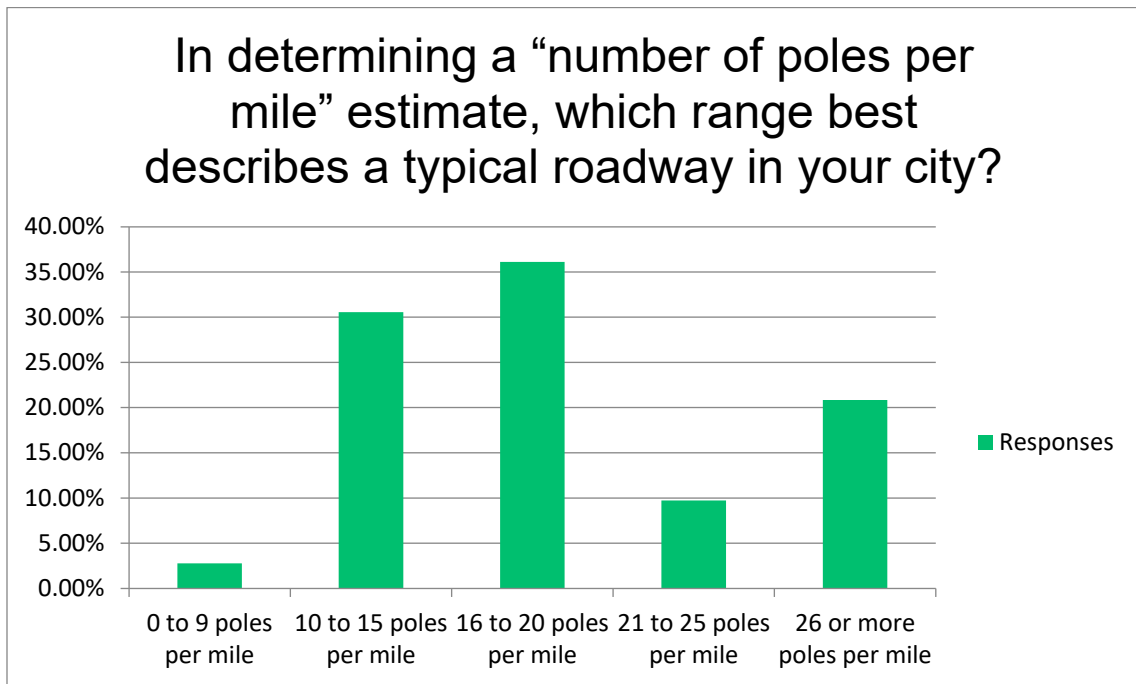 In determining a “number of poles per
mile” estimate, which range best
describes a typical roadway in your city?
40.00%
35.00%
30.00%
25.00%
20.00%
15.00%
10.00%
5.00%
0.00%
0 to 9 poles
per mile
10 to 15 poles
per mile
16 to 20 poles
per mile
21 to 25 poles
per mile
26 or more
poles per mile
Responses